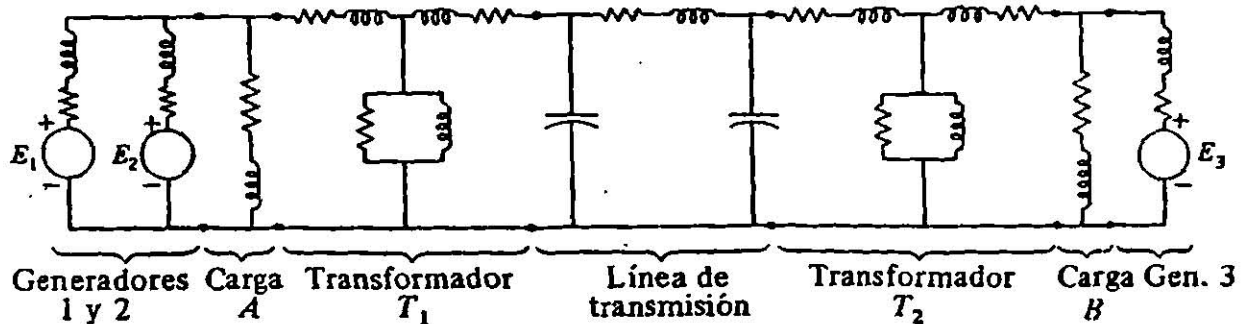 + + +
E₁ E₂ E₃
− − −
Generadores Carga Transformador Línea de Transformador Carga Gen. 3
1 y 2 A T₁ transmisión T₂ B